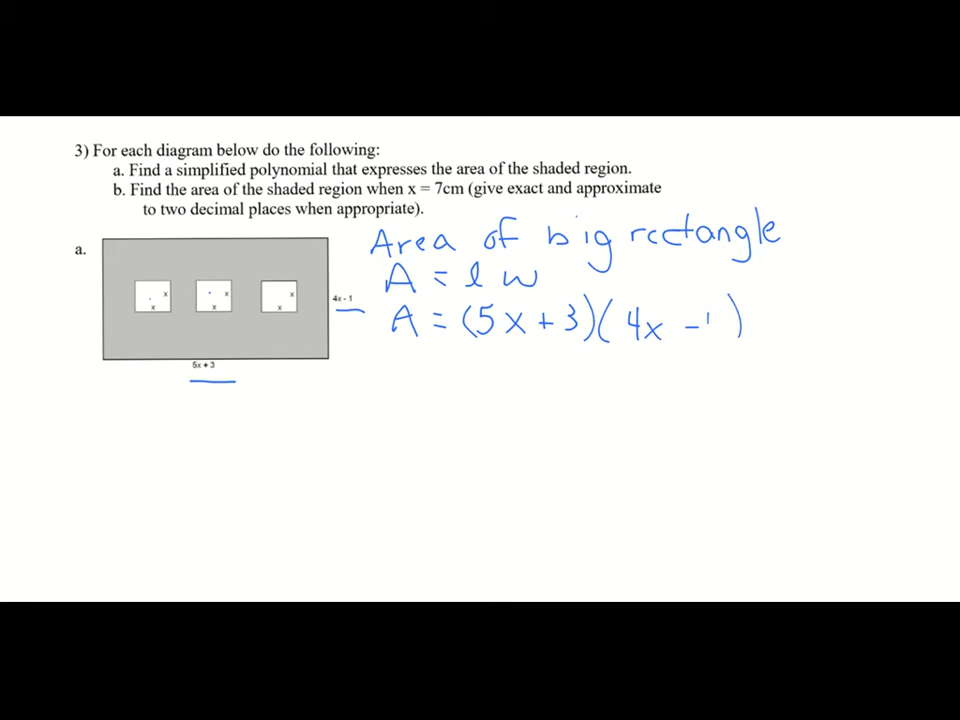 3) For each diagram below do the following:
a. Find a simplified polynomial that expresses the area of the shaded region.
b. Find the area of the shaded region when x = 7cm (give exact and approximate
to two decimal places when appropriate).
a.
x
x
x
x
x
x
4x - 1
5x + 3
Area of big rectangle
A = l w
A = (5x + 3)(4x - 1)